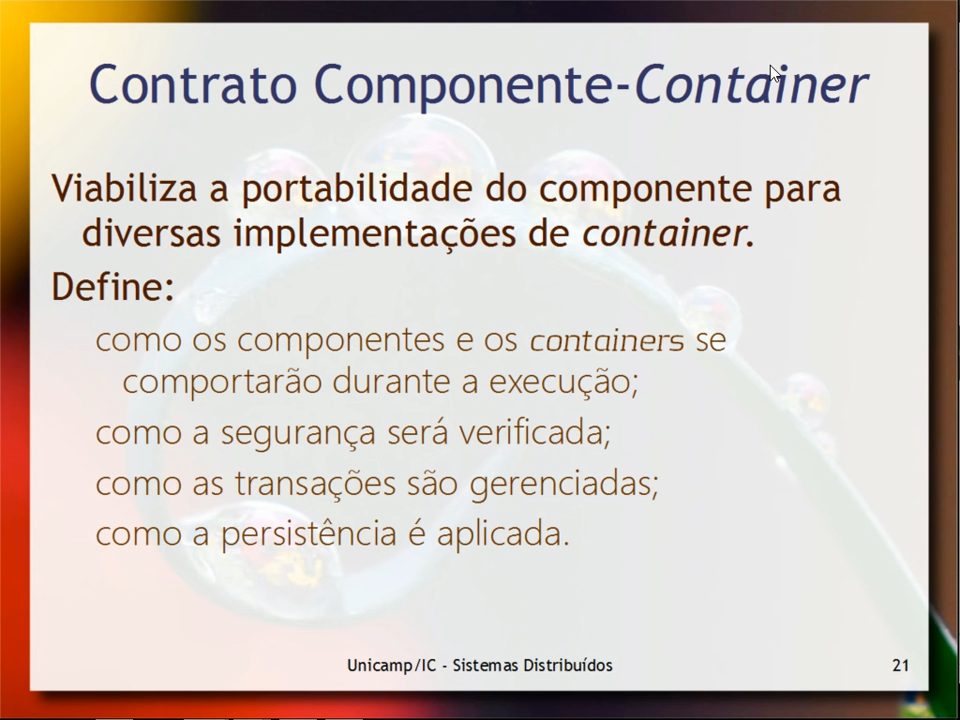 Contrato Componente-Container
Viabiliza a portabilidade do componente para
diversas implementações de container.
Define:
como os componentes e os containers se
comportarão durante a execução;
como a segurança será verificada;
como as transações são gerenciadas;
como a persistência é aplicada.
Unicamp/IC - Sistemas Distribuídos
21